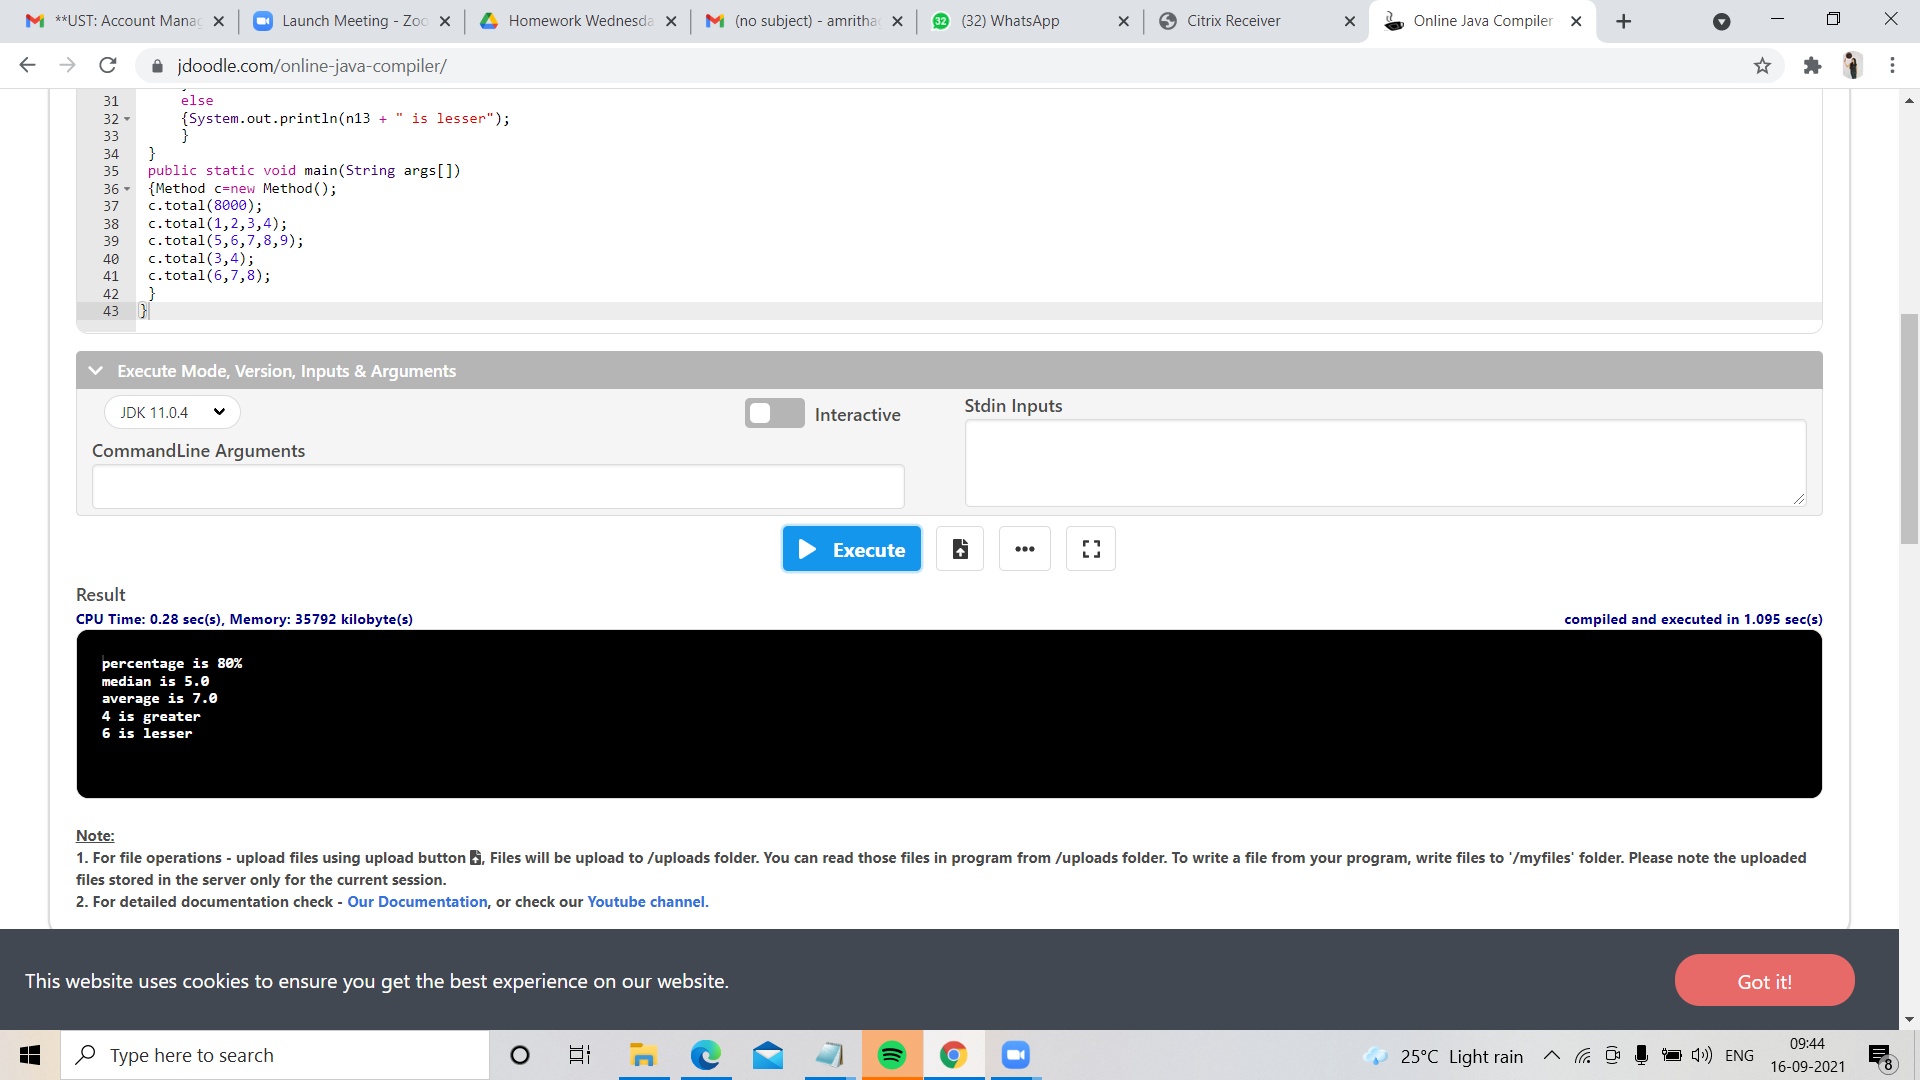 **UST: Account Manag
Launch Meeting - Zoo
Homework Wednesda
(no subject) - amritha
(32) WhatsApp
Citrix Receiver
Online Java Compiler
jdoodle.com/online-java-compiler/
31 else
32 {System.out.println(n13 + " is lesser");
33 }
34 }
35 public static void main(String args[])
36 {Method c=new Method();
37 c.total(8000);
38 c.total(1,2,3,4);
39 c.total(5,6,7,8,9);
40 c.total(3,4);
41 c.total(6,7,8);
42 }
43 }
Execute Mode, Version, Inputs & Arguments
JDK 11.0.4
Interactive
Stdin Inputs
CommandLine Arguments
Execute
Result
CPU Time: 0.28 sec(s), Memory: 35792 kilobyte(s)
compiled and executed in 1.095 sec(s)
percentage is 80%
median is 5.0
average is 7.0
4 is greater
6 is lesser
Note:
1. For file operations - upload files using upload button , Files will be upload to /uploads folder. You can read those files in program from /uploads folder. To write a file from your program, write files to '/myfiles' folder. Please note the uploaded
files stored in the server only for the current session.
2. For detailed documentation check - Our Documentation, or check our Youtube channel.
This website uses cookies to ensure you get the best experience on our website.
Got it!
Type here to search
25°C Light rain
ENG
09:44
16-09-2021
8